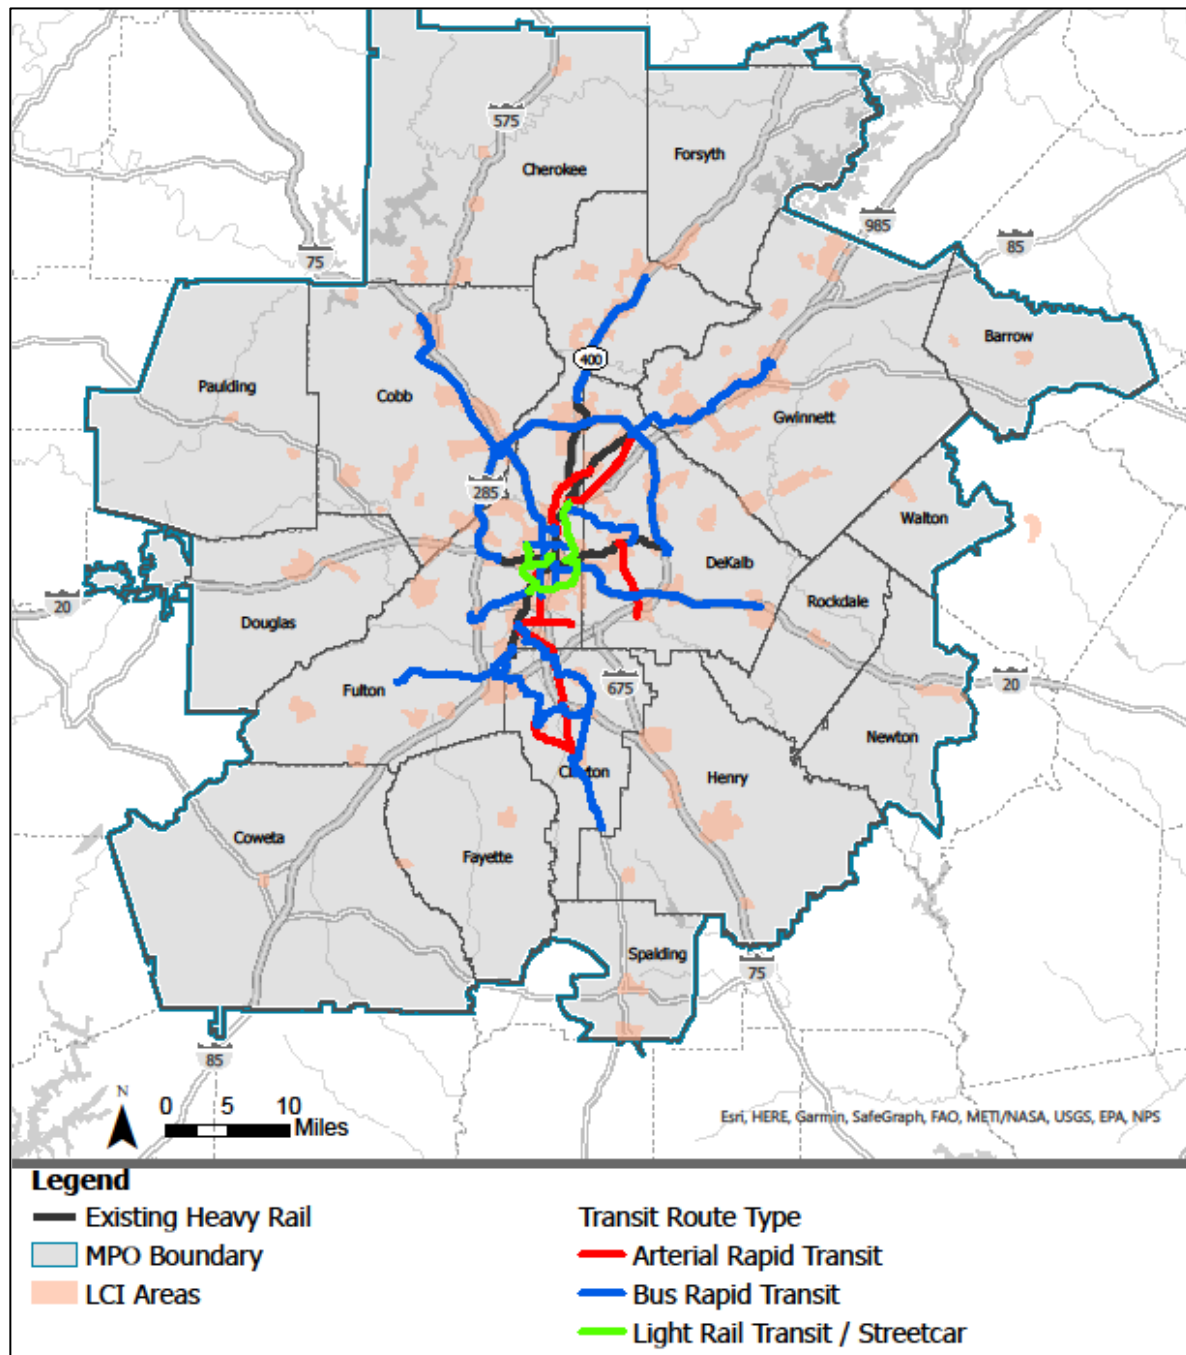 575
Forsyth
Cherokee
985
75
85
400
Barrow
Paulding
Cobb
Gwinnett
285
Walton
DeKalb
20
Rockdale
Douglas
Fulton
675
20
Newton
Clayton
Henry
Coweta
Fayette
Spalding
75
85
N
0 5 10
Miles
Esri, HERE, Garmin, SafeGraph, FAO, METI/NASA, USGS, EPA, NPS
Legend
Existing Heavy Rail
MPO Boundary
LCI Areas
Transit Route Type
Arterial Rapid Transit
Bus Rapid Transit
Light Rail Transit / Streetcar